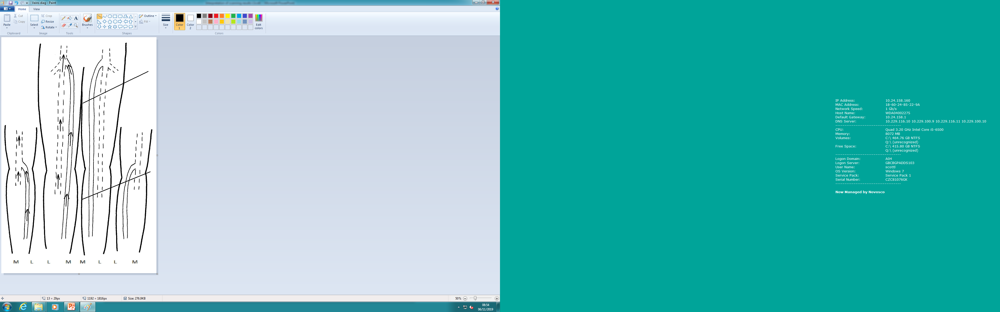 Veins diag - Paint
Home View
Paste
Cut
Copy
Clipboard
Select
Crop
Resize
Rotate
Image
A
Tools
Brushes
Shapes
Outline
Fill
Size
Color 1
Color 2
Edit colors
Colors
M L L M M L L M
13 × 29px
1192 × 1816px
Size: 276.9KB
50%
08:54
06/11/2019
IP Address: 10.24.158.160
MAC Address: 18-60-24-85-22-9A
Network Speed: 1 Gb/s
Host Name: WDA04002275
Default Gateway: 10.24.158.1
DNS Server: 10.229.116.10 10.229.100.9 10.229.116.11 10.229.100.10
CPU: Quad 3.20 GHz Intel Core i5-6500
Memory: 8072 MB
Volumes: C:\ 464.76 GB NTFS
Q:\ (unrecognized)
Free Space: C:\ 415.80 GB NTFS
Q:\ (unrecognized)
Logon Domain: A04
Logon Server: GBCBGPADDS103
User Name: scottl
OS Version: Windows 7
Service Pack: Service Pack 1
Serial Number: CZC81076GK
Now Managed by Novosco